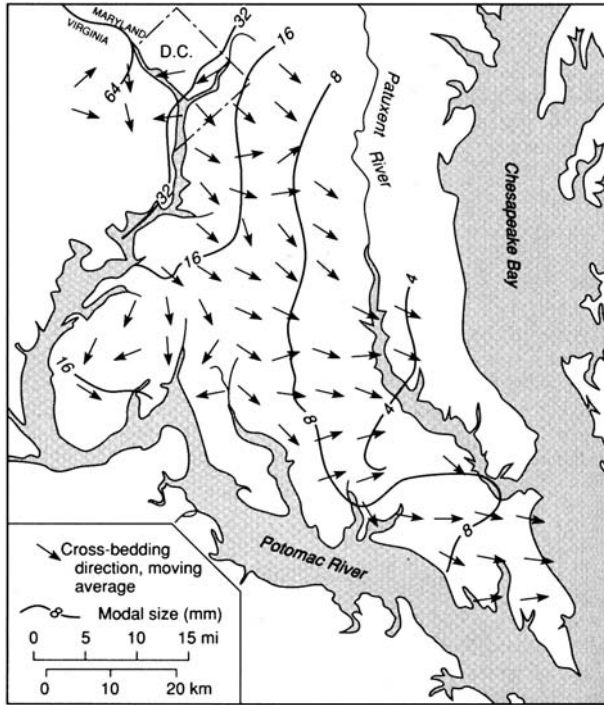 MARYLAND
VIRGINIA
D.C.
32
16
8
64
Patuxent
River
Chesapeake Bay
32
16
4
16
4
8
8
Potomac River
Cross-bedding
direction, moving
average
8
Modal size (mm)
0 5 10 15 mi
0 10 20 km